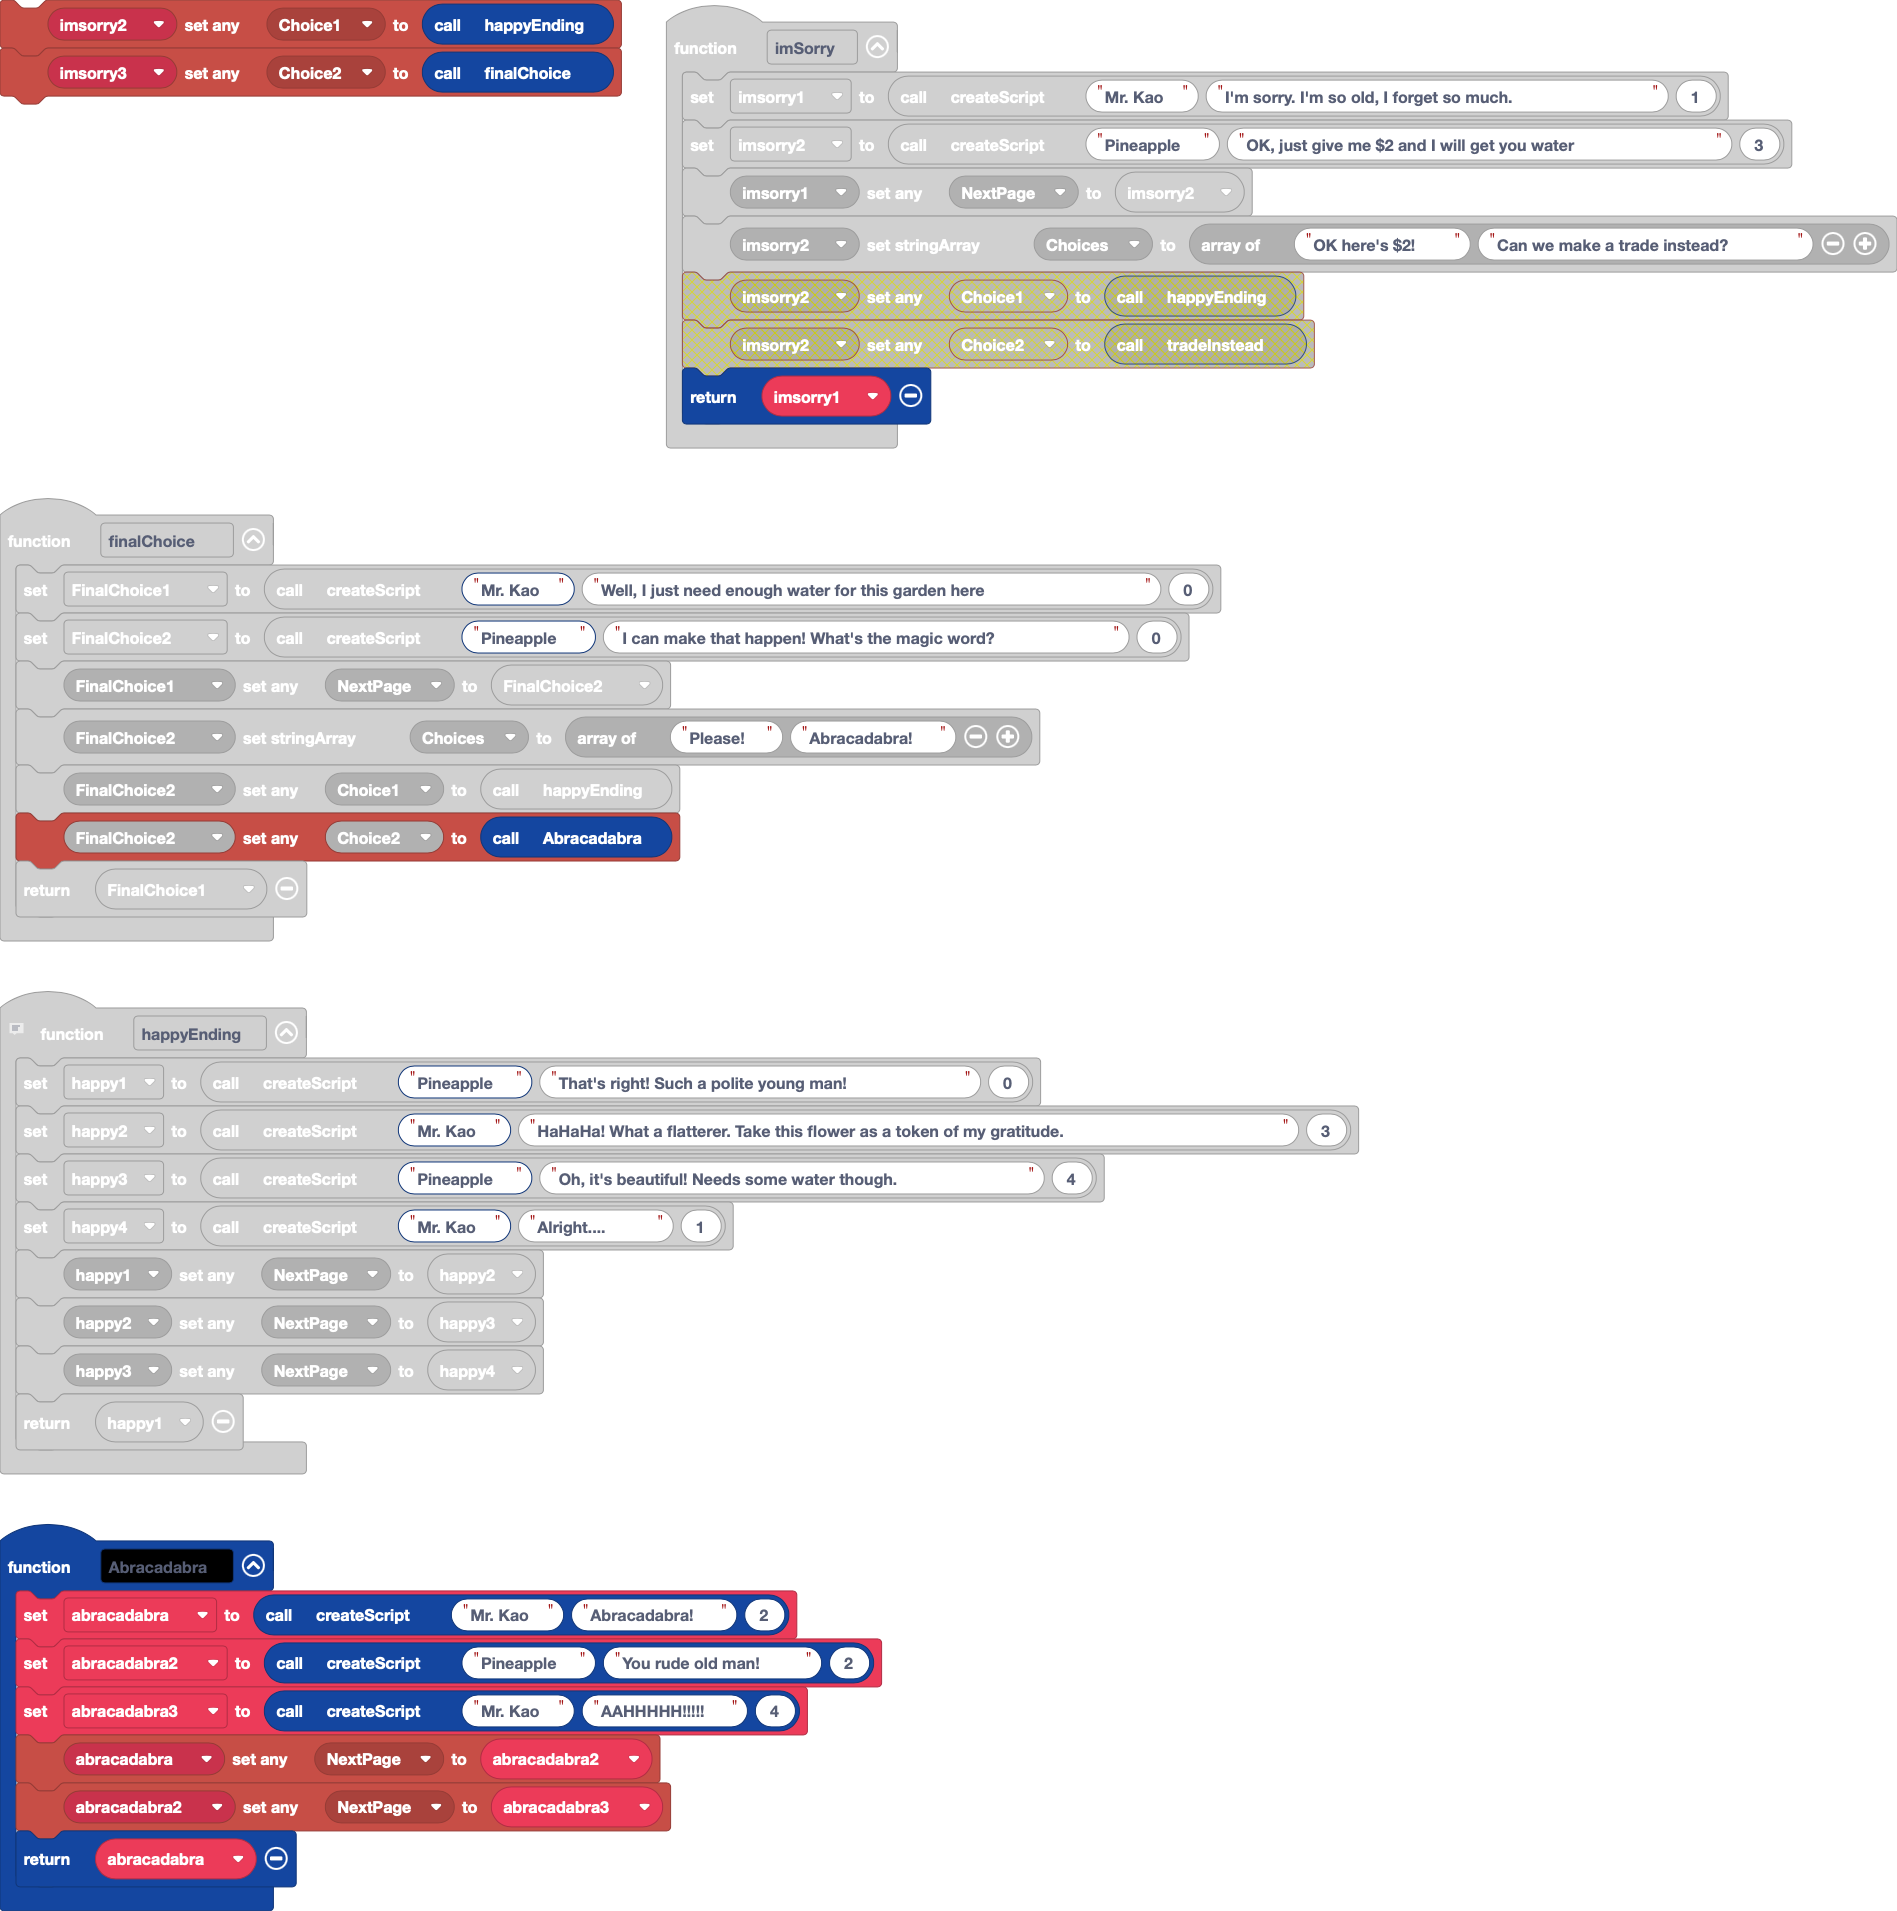 imsorry2 set any Choice1 to call happyEnding
imsorry3 set any Choice2 to call finalChoice
function imSorry
set imsorry1 to call createScript "Mr. Kao" "I'm sorry. I'm so old, I forget so much." 1
set imsorry2 to call createScript "Pineapple" "OK, just give me $2 and I will get you water" 3
imsorry1 set any NextPage to imsorry2
imsorry2 set stringArray Choices to array of "OK here's $2!" "Can we make a trade instead?"
imsorry2 set any Choice1 to call happyEnding
imsorry2 set any Choice2 to call tradeInstead
return imsorry1
function finalChoice
set FinalChoice1 to call createScript "Mr. Kao" "Well, I just need enough water for this garden here" 0
set FinalChoice2 to call createScript "Pineapple" "I can make that happen! What's the magic word?" 0
FinalChoice1 set any NextPage to FinalChoice2
FinalChoice2 set stringArray Choices to array of "Please!" "Abracadabra!"
FinalChoice2 set any Choice1 to call happyEnding
FinalChoice2 set any Choice2 to call Abracadabra
return FinalChoice1
function happyEnding
set happy1 to call createScript "Pineapple" "That's right! Such a polite young man!" 0
set happy2 to call createScript "Mr. Kao" "HaHaHa! What a flatterer. Take this flower as a token of my gratitude." 3
set happy3 to call createScript "Pineapple" "Oh, it's beautiful! Needs some water though." 4
set happy4 to call createScript "Mr. Kao" "Alright...." 1
happy1 set any NextPage to happy2
happy2 set any NextPage to happy3
happy3 set any NextPage to happy4
return happy1
function Abracadabra
set abracadabra to call createScript "Mr. Kao" "Abracadabra!" 2
set abracadabra2 to call createScript "Pineapple" "You rude old man!" 2
set abracadabra3 to call createScript "Mr. Kao" "AAHHHHH!!!!!" 4
abracadabra set any NextPage to abracadabra2
abracadabra2 set any NextPage to abracadabra3
return abracadabra